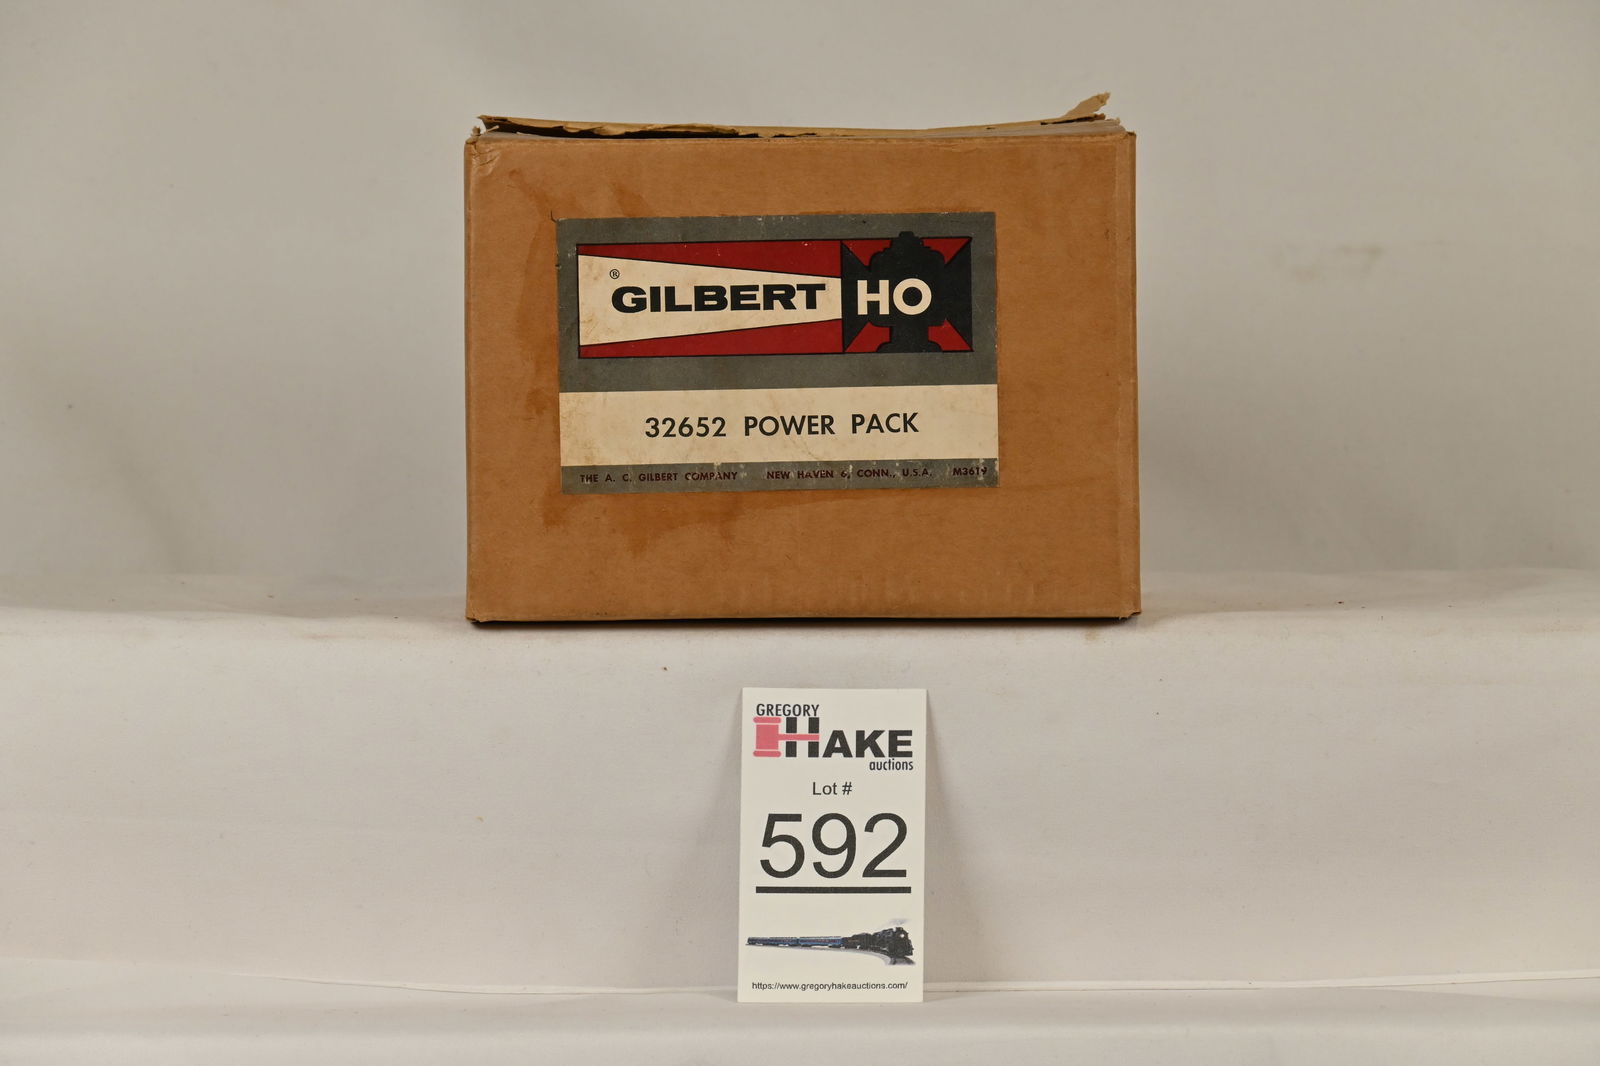 ® GILBERT HO
32652 POWER PACK
THE A. C. GILBERT COMPANY NEW HAVEN 6, CONN., U.S.A. M3619
GREGORY
HAKE
auctions
Lot #
592
https://www.gregoryhakeauctions.com/